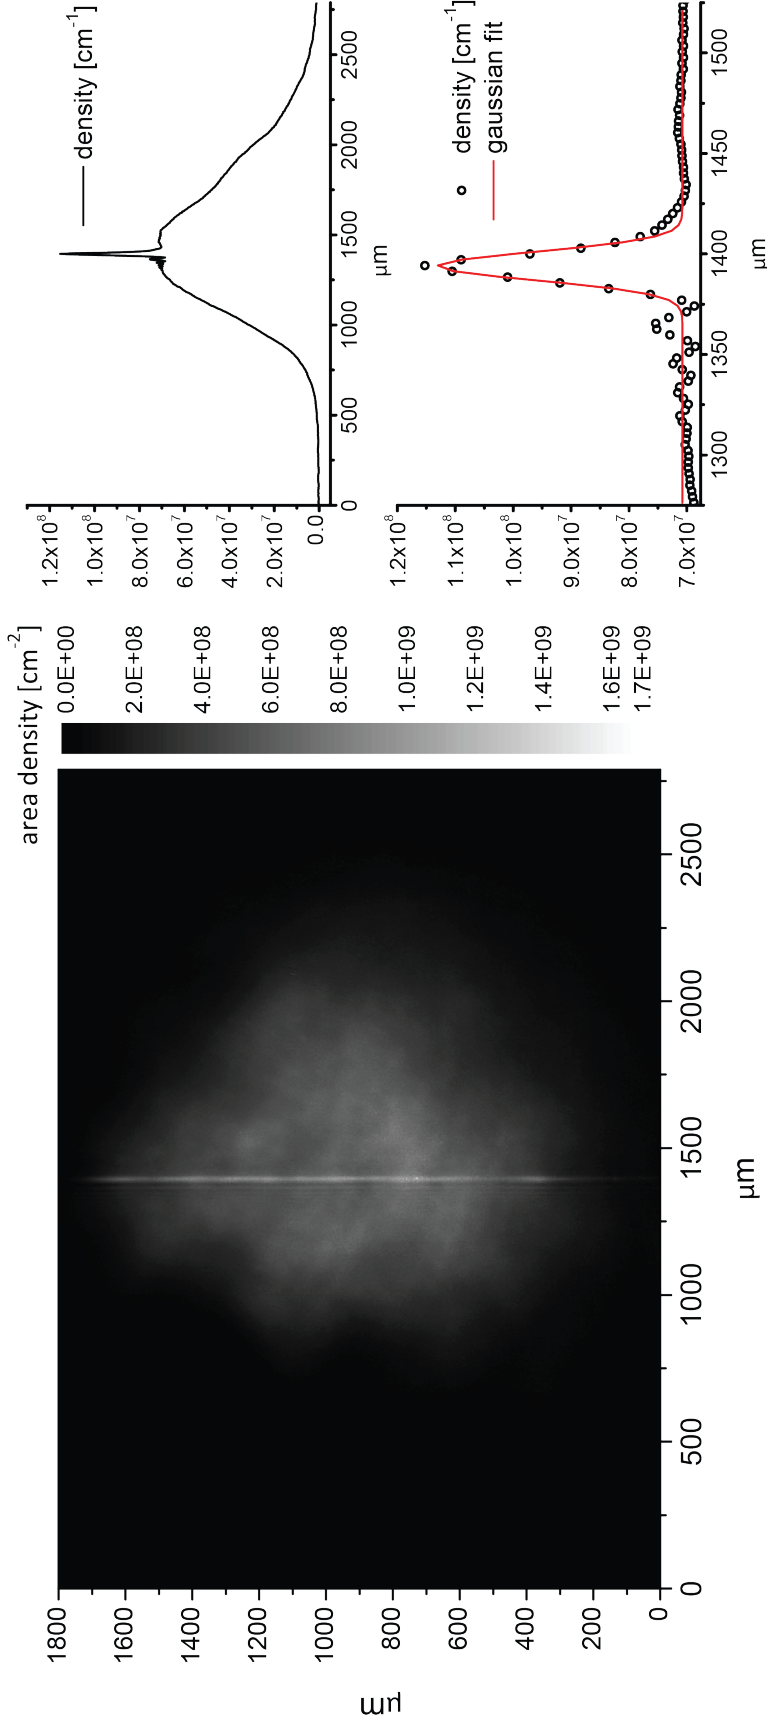 area density [cm⁻²]
0.0E+00
2.0E+08
4.0E+08
6.0E+08
8.0E+08
1.0E+09
1.2E+09
1.4E+09
1.6E+09
1.7E+09
1800
1600
1400
1200
1000
800
600
400
200
0
µm
0
500
1000
1500
2000
2500
µm
density [cm⁻¹]
1.2x10⁸
1.0x10⁸
8.0x10⁷
6.0x10⁷
4.0x10⁷
2.0x10⁷
0.0
0
500
1000
1500
2000
2500
µm
density [cm⁻¹]
gaussian fit
1.2x10⁸
1.1x10⁸
1.0x10⁸
9.0x10⁷
8.0x10⁷
7.0x10⁷
1300
1350
1400
1450
1500
µm